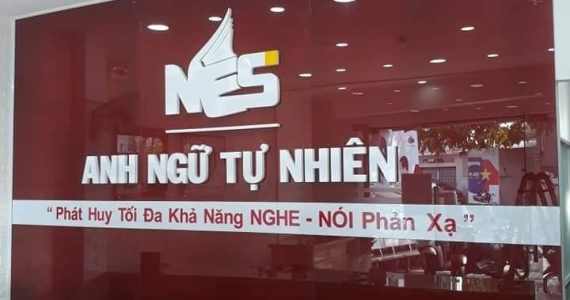 NES
ANH NGỮ TỰ NHIÊN
“ Phát Huy Tối Đa Khả Năng NGHE - NÓI Phản Xạ ”